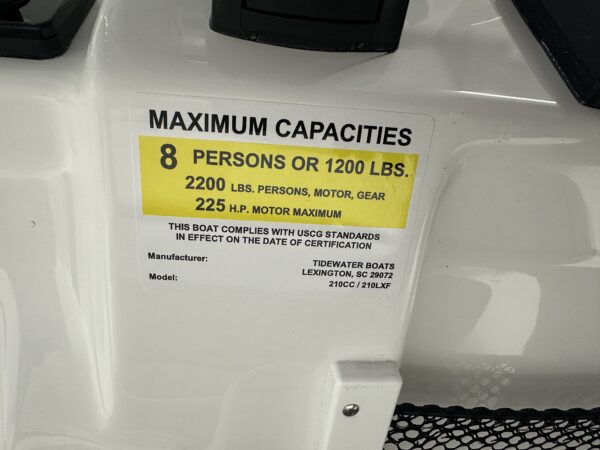 MAXIMUM CAPACITIES
8 PERSONS OR 1200 LBS.
2200 LBS. PERSONS, MOTOR, GEAR
225 H.P. MOTOR MAXIMUM
THIS BOAT COMPLIES WITH USCG STANDARDS
IN EFFECT ON THE DATE OF CERTIFICATION
Manufacturer: TIDEWATER BOATS
LEXINGTON, SC 29072
Model: 210CC / 210LXF